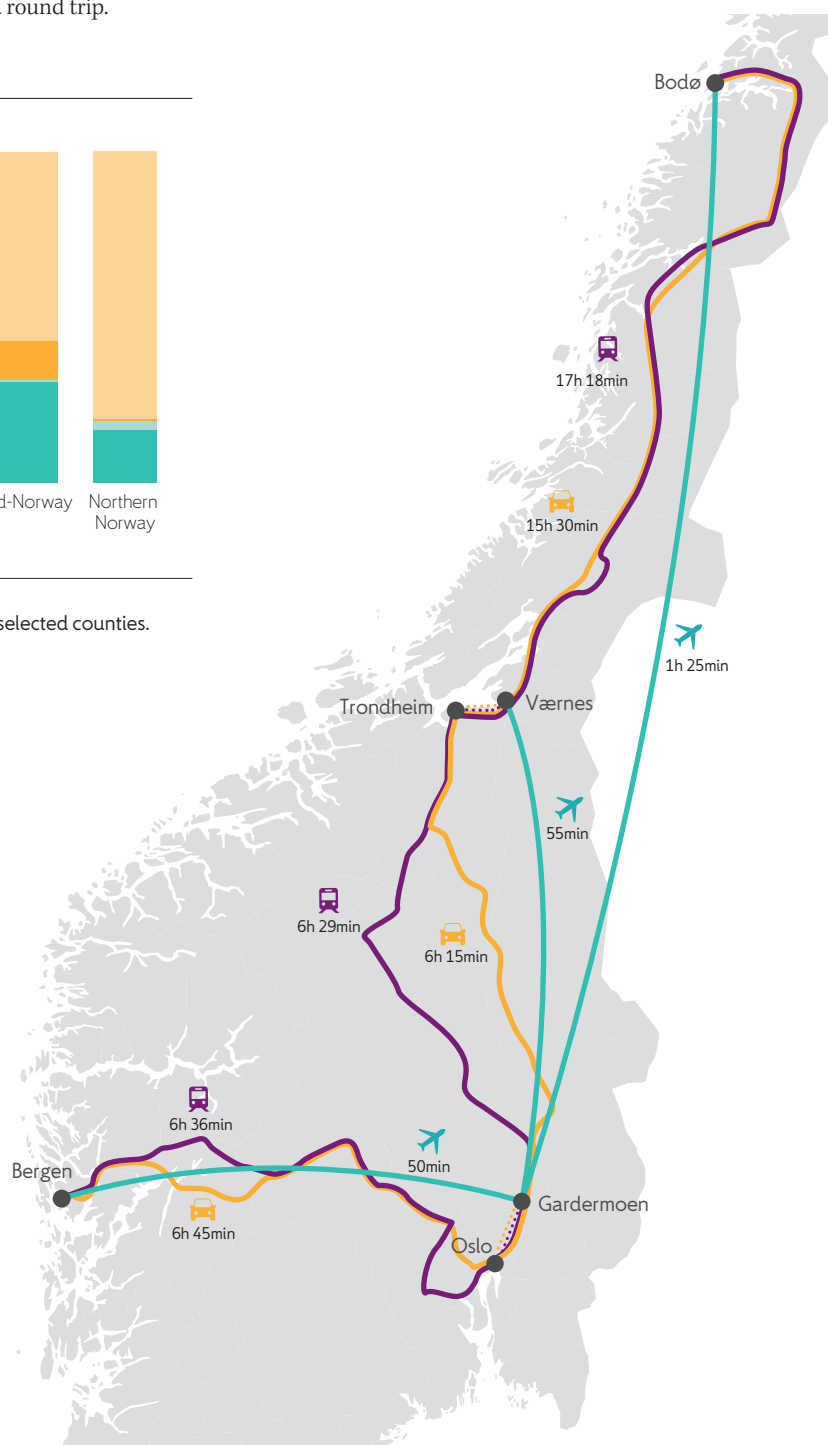 round trip.
d-Norway
Northern
Norway
selected counties.
Bodø
17h 18min
15h 30min
1h 25min
Trondheim
Værnes
55min
6h 29min
6h 15min
6h 36min
50min
Bergen
6h 45min
Gardermoen
Oslo